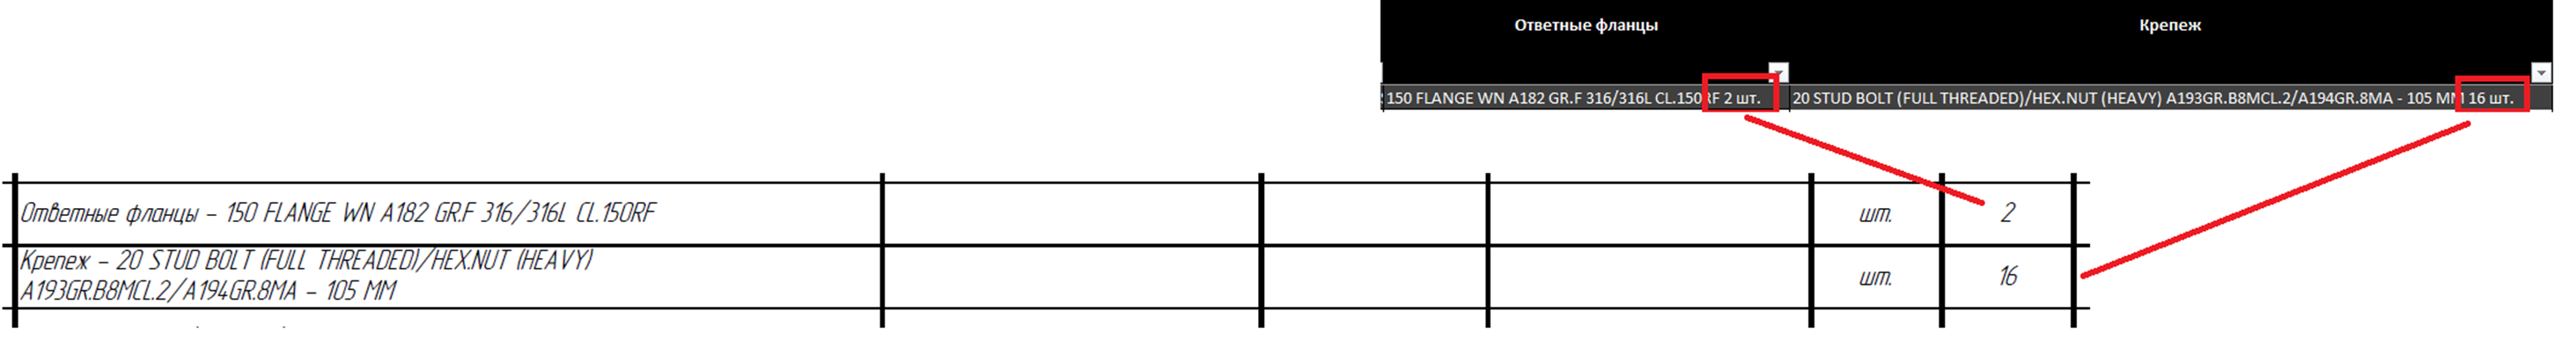 Ответные фланцы
Крепеж
150 FLANGE WN A182 GR.F 316/316L CL.150RF 2 шт.
20 STUD BOLT (FULL THREADED)/HEX.NUT (HEAVY) A193GR.B8MCL.2/A194GR.8MA - 105 MM 16 шт.
Ответные фланцы – 150 FLANGE WN A182 GR.F 316/316L CL.150RF
шт.
2
Крепеж – 20 STUD BOLT (FULL THREADED)/HEX.NUT (HEAVY)
A193GR.B8MCL.2/A194GR.8MA – 105 MM
шт.
16